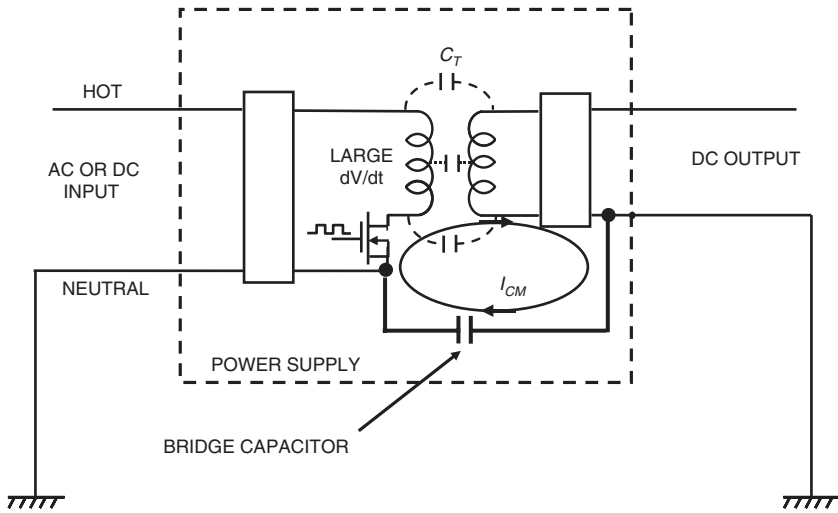 C_T
HOT
LARGE
dV/dt
AC OR DC
INPUT
DC OUTPUT
NEUTRAL
I_CM
POWER SUPPLY
BRIDGE CAPACITOR